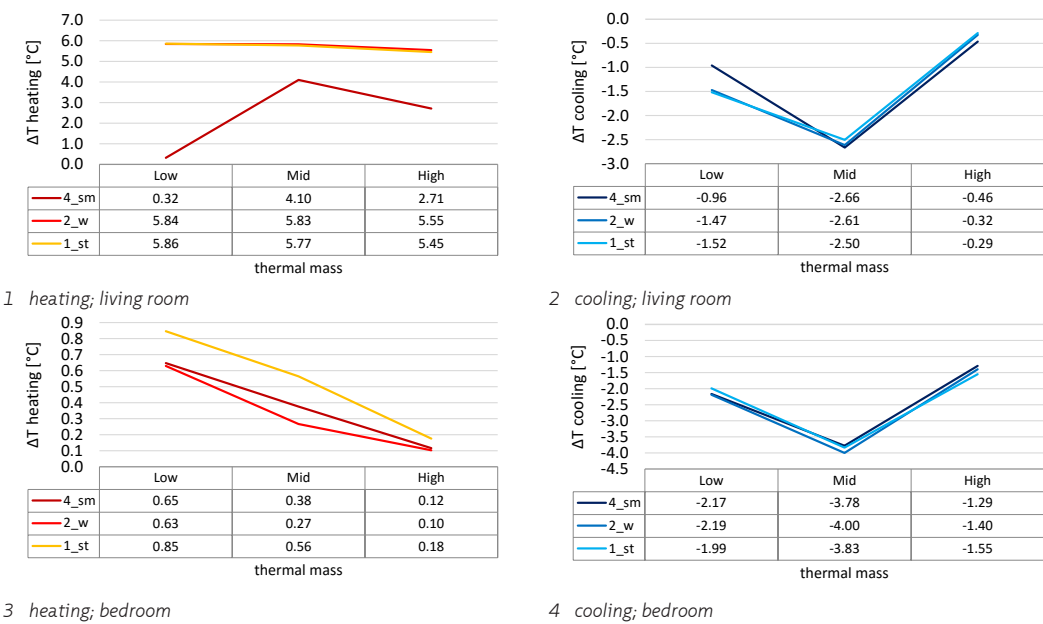 7.0
6.0
5.0
4.0
3.0
2.0
1.0
0.0
ΔT heating [°C]
Low Mid High
4_sm 0.32 4.10 2.71
2_w 5.84 5.83 5.55
1_st 5.86 5.77 5.45
thermal mass
1 heating; living room
0.0
-0.5
-1.0
-1.5
-2.0
-2.5
-3.0
ΔT cooling [°C]
Low Mid High
4_sm -0.96 -2.66 -0.46
2_w -1.47 -2.61 -0.32
1_st -1.52 -2.50 -0.29
thermal mass
2 cooling; living room
0.9
0.8
0.7
0.6
0.5
0.4
0.3
0.2
0.1
0.0
ΔT heating [°C]
Low Mid High
4_sm 0.65 0.38 0.12
2_w 0.63 0.27 0.10
1_st 0.85 0.56 0.18
thermal mass
3 heating; bedroom
0.0
-0.5
-1.0
-1.5
-2.0
-2.5
-3.0
-3.5
-4.0
-4.5
ΔT cooling [°C]
Low Mid High
4_sm -2.17 -3.78 -1.29
2_w -2.19 -4.00 -1.40
1_st -1.99 -3.83 -1.55
thermal mass
4 cooling; bedroom